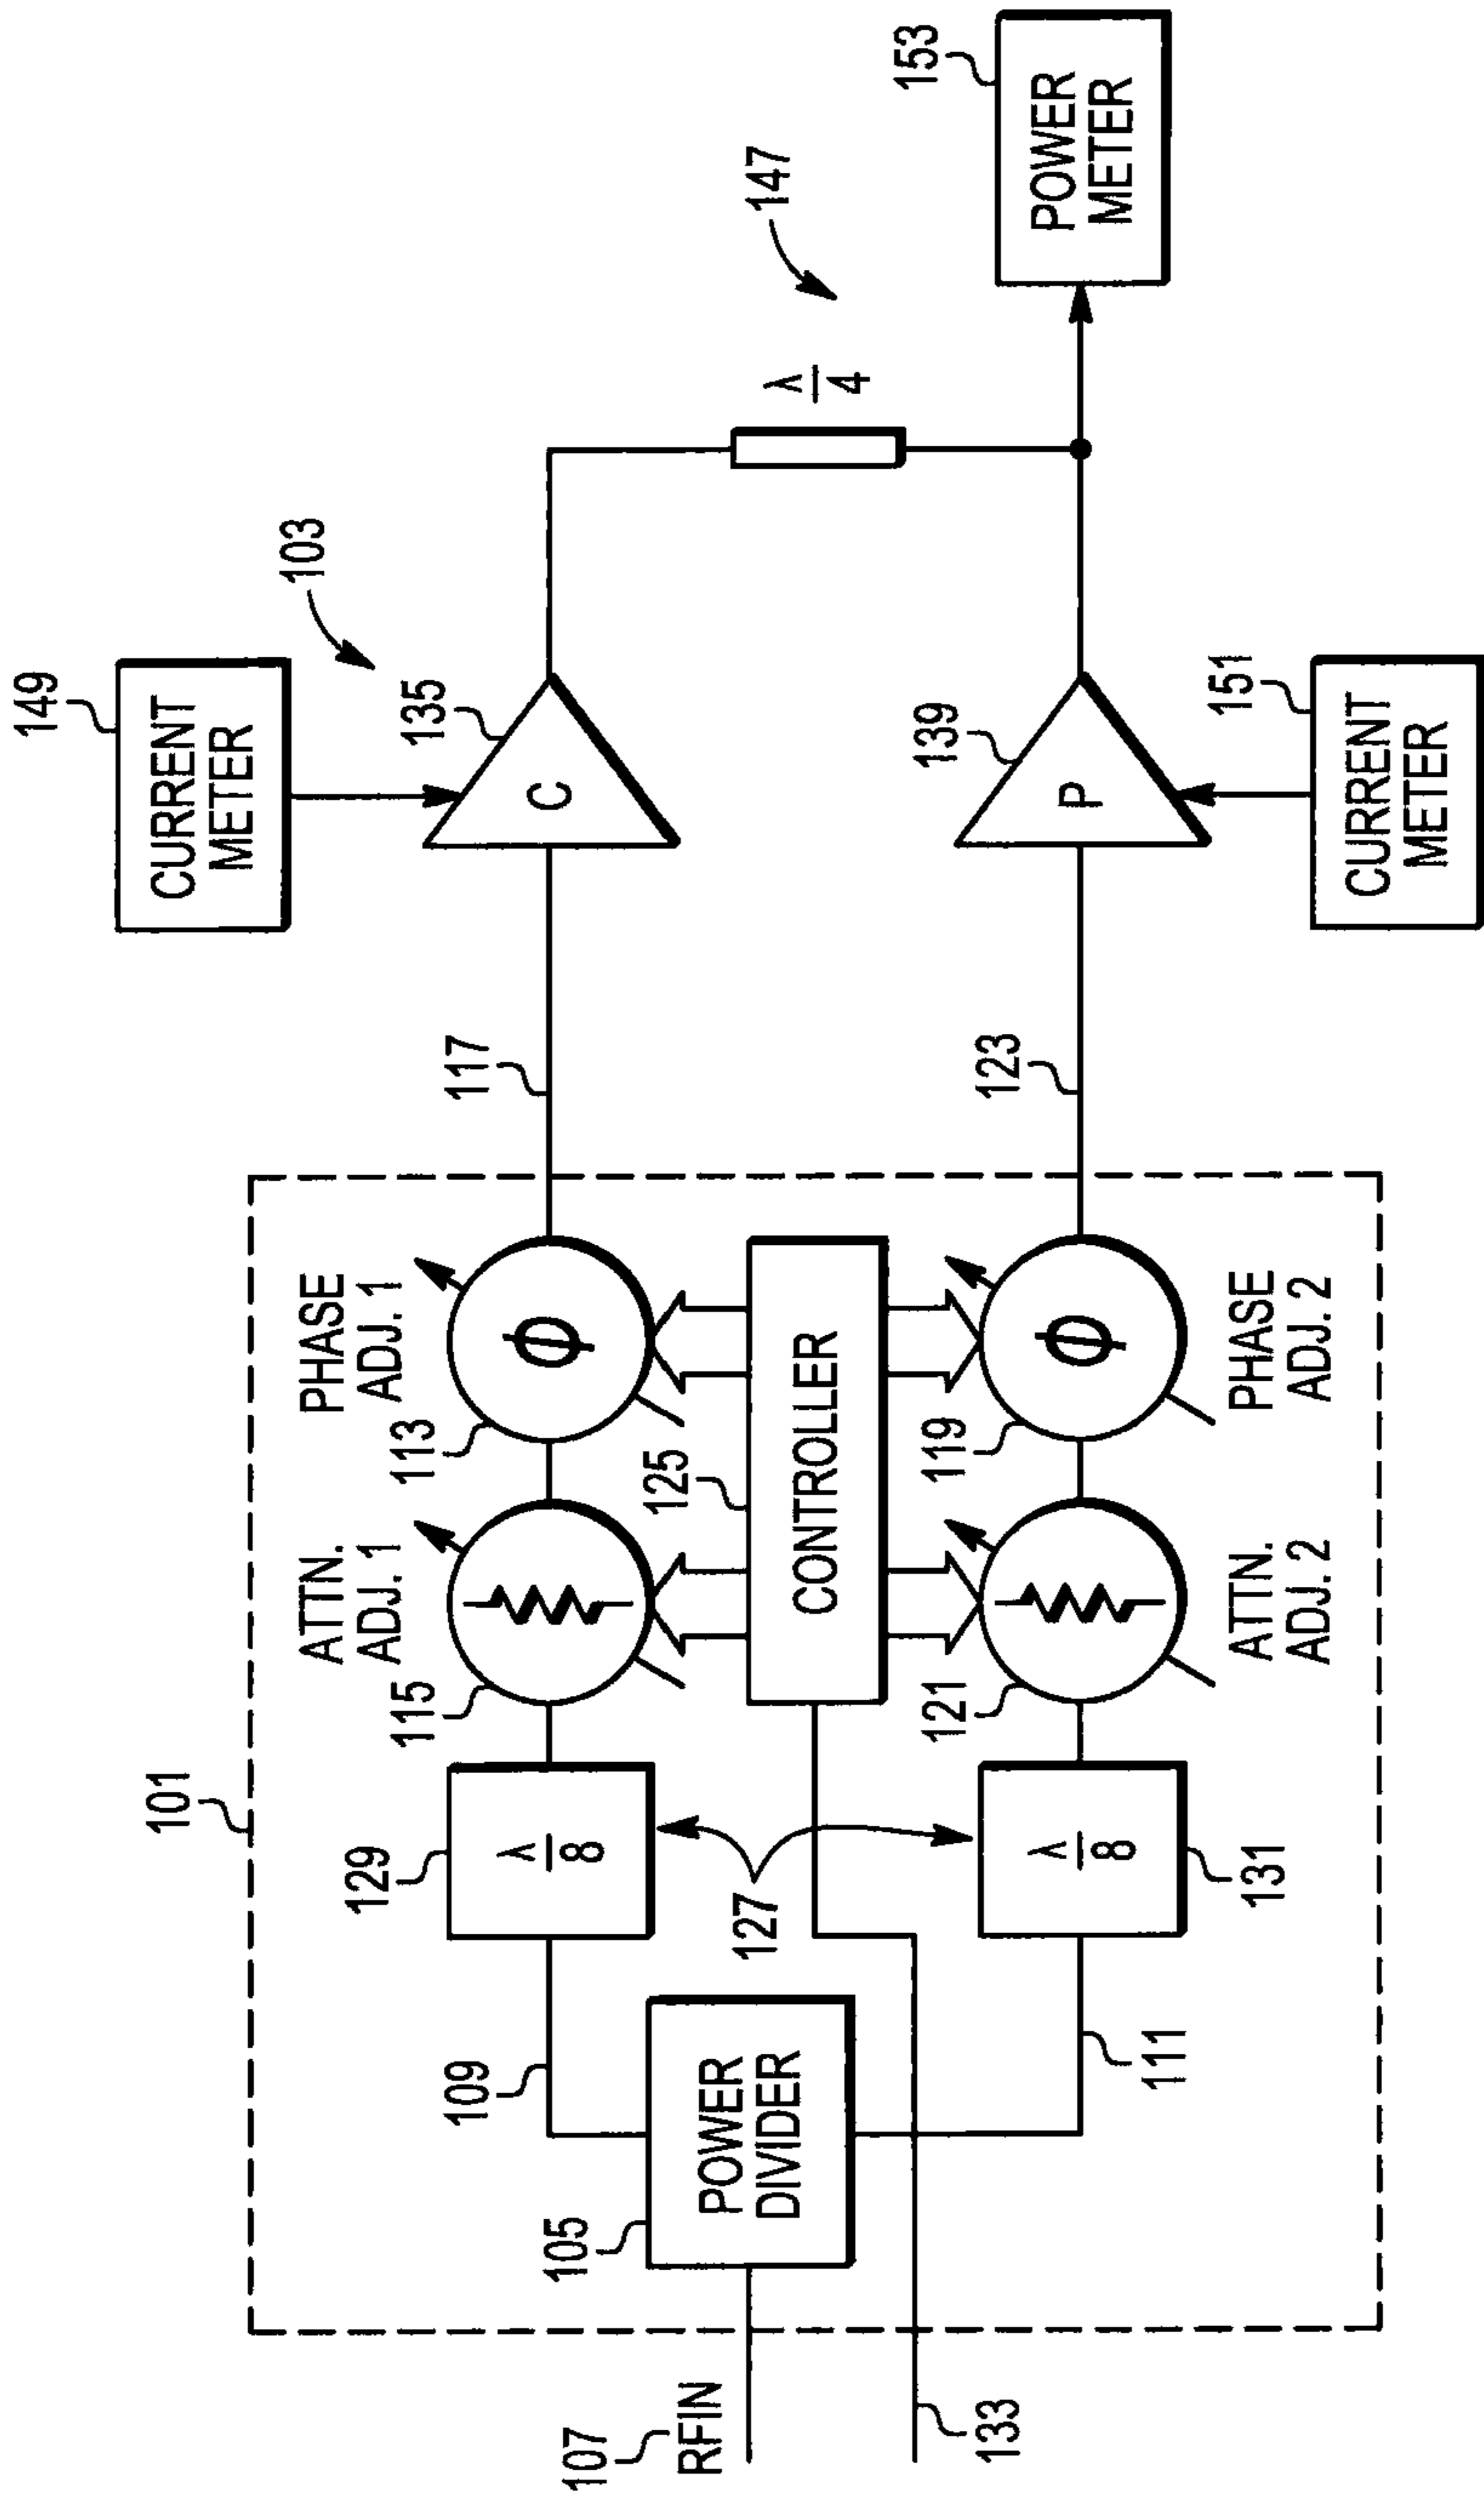 149
CURRENT
METER
103
135
C
153
POWER
METER
147
λ
4
101
ATTN.
ADJ. 1
PHASE
ADJ. 1
115
113
117
129
λ
8
109
125
CONTROLLER
127
105
POWER
DIVIDER
107
RFIN
133
111
131
λ
8
121
119
123
ATTN.
ADJ. 2
PHASE
ADJ. 2
139
P
151
CURRENT
METER
Φ
Φ